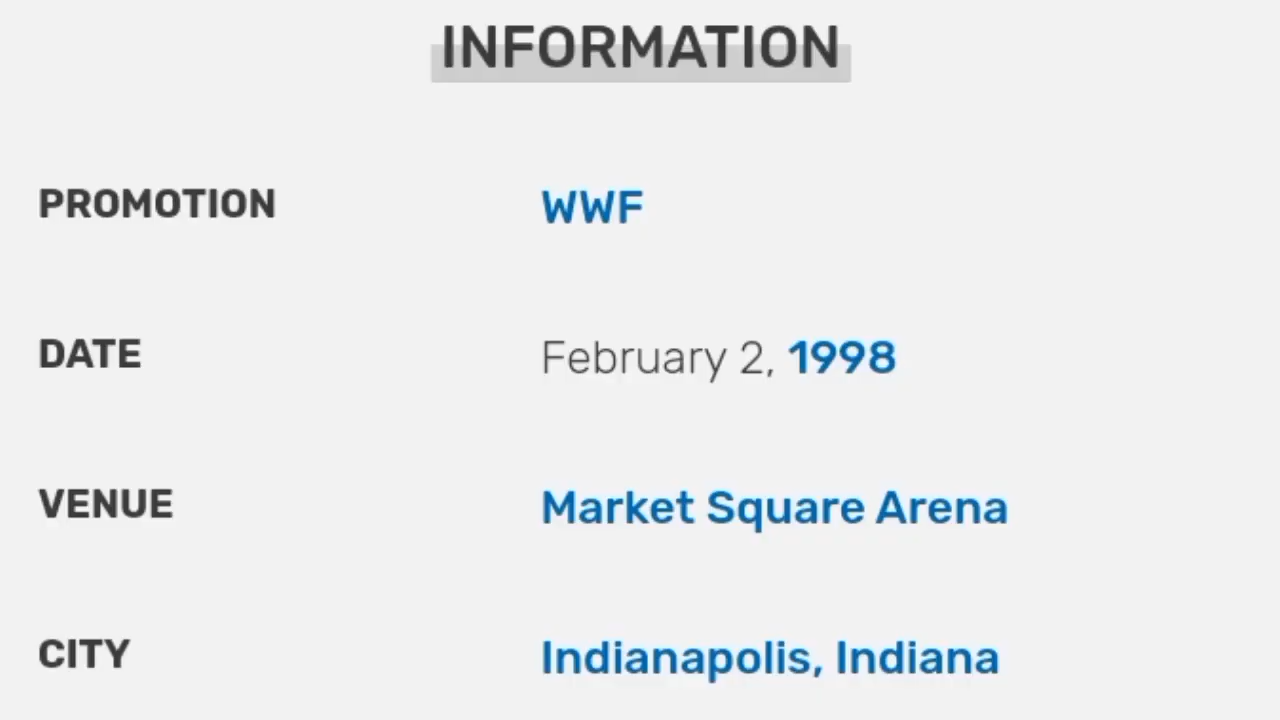 INFORMATION
PROMOTION WWF
DATE February 2, 1998
VENUE Market Square Arena
CITY Indianapolis, Indiana